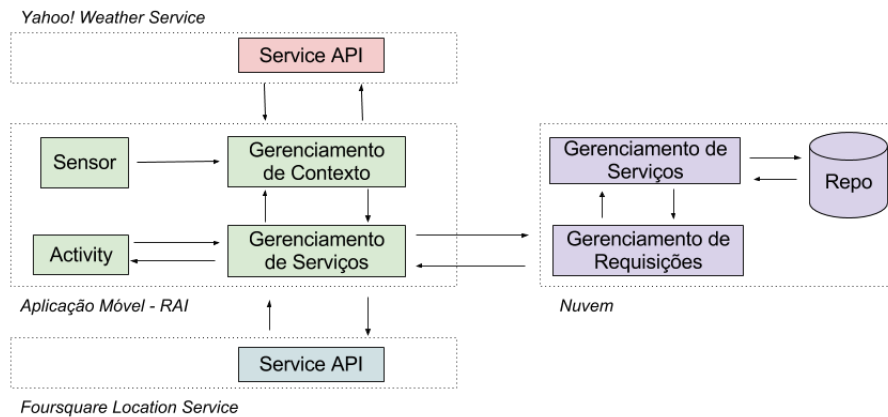 Yahoo! Weather Service
Service API
Sensor
Gerenciamento
de Contexto
Activity
Gerenciamento
de Serviços
Aplicação Móvel - RAI
Gerenciamento de
Serviços
Repo
Gerenciamento de
Requisições
Nuvem
Service API
Foursquare Location Service